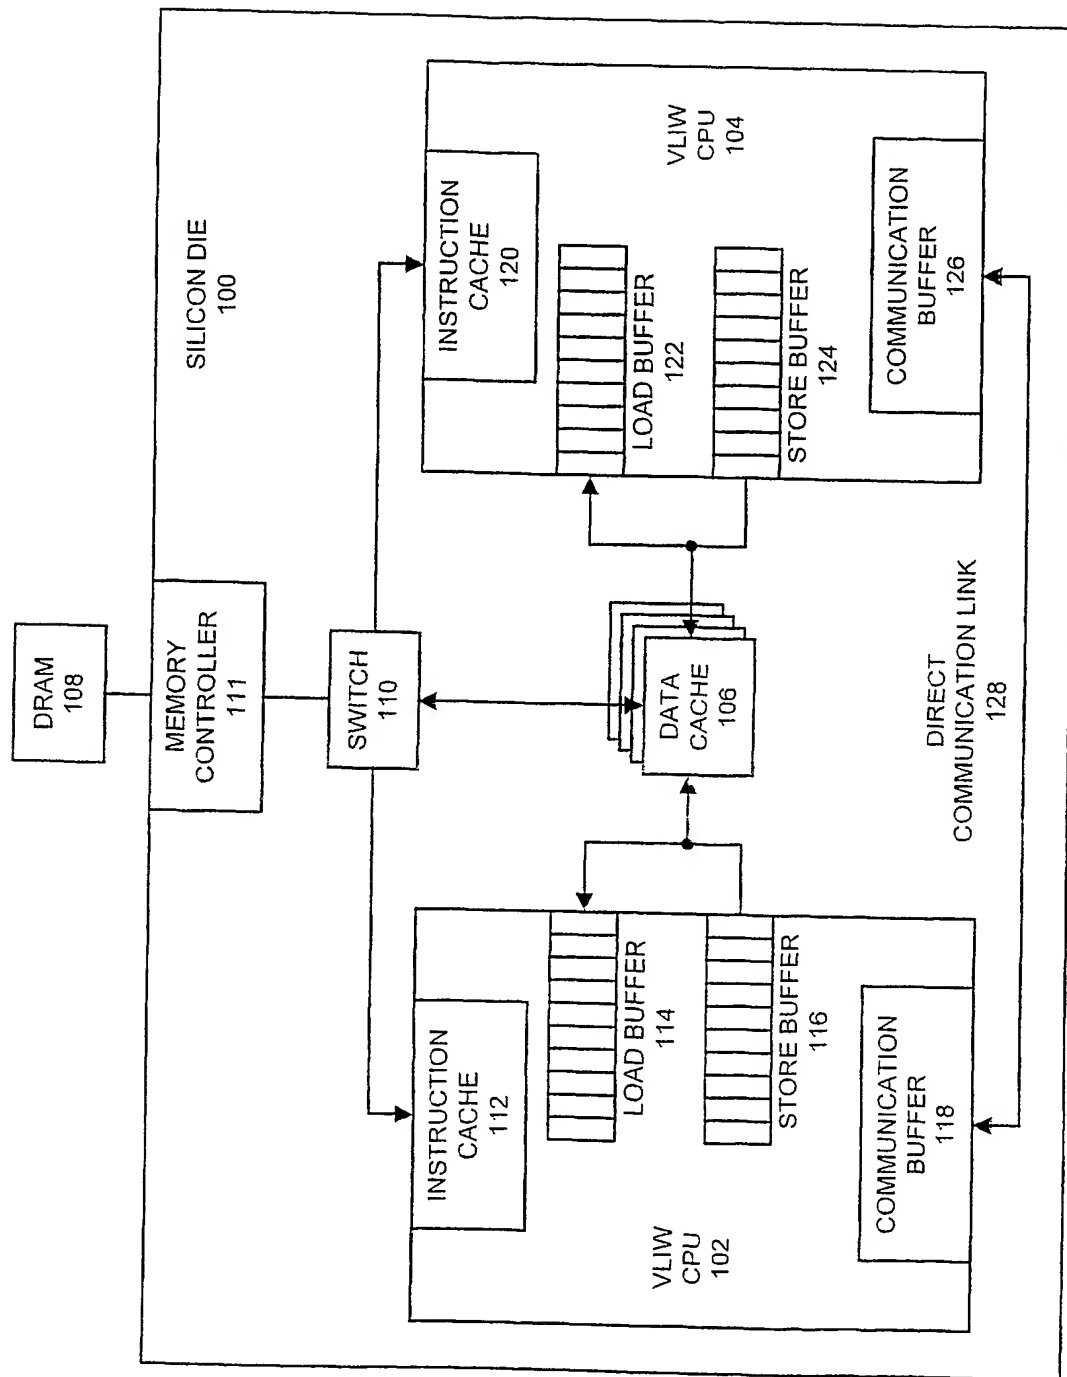 DRAM
108
SILICON DIE
100
MEMORY
CONTROLLER
111
SWITCH
110
VLIW
CPU
102
INSTRUCTION
CACHE
112
LOAD BUFFER
114
STORE BUFFER
116
COMMUNICATION
BUFFER
118
DATA
CACHE
106
INSTRUCTION
CACHE
120
VLIW
CPU
104
LOAD BUFFER
122
STORE BUFFER
124
COMMUNICATION
BUFFER
126
DIRECT
COMMUNICATION LINK
128